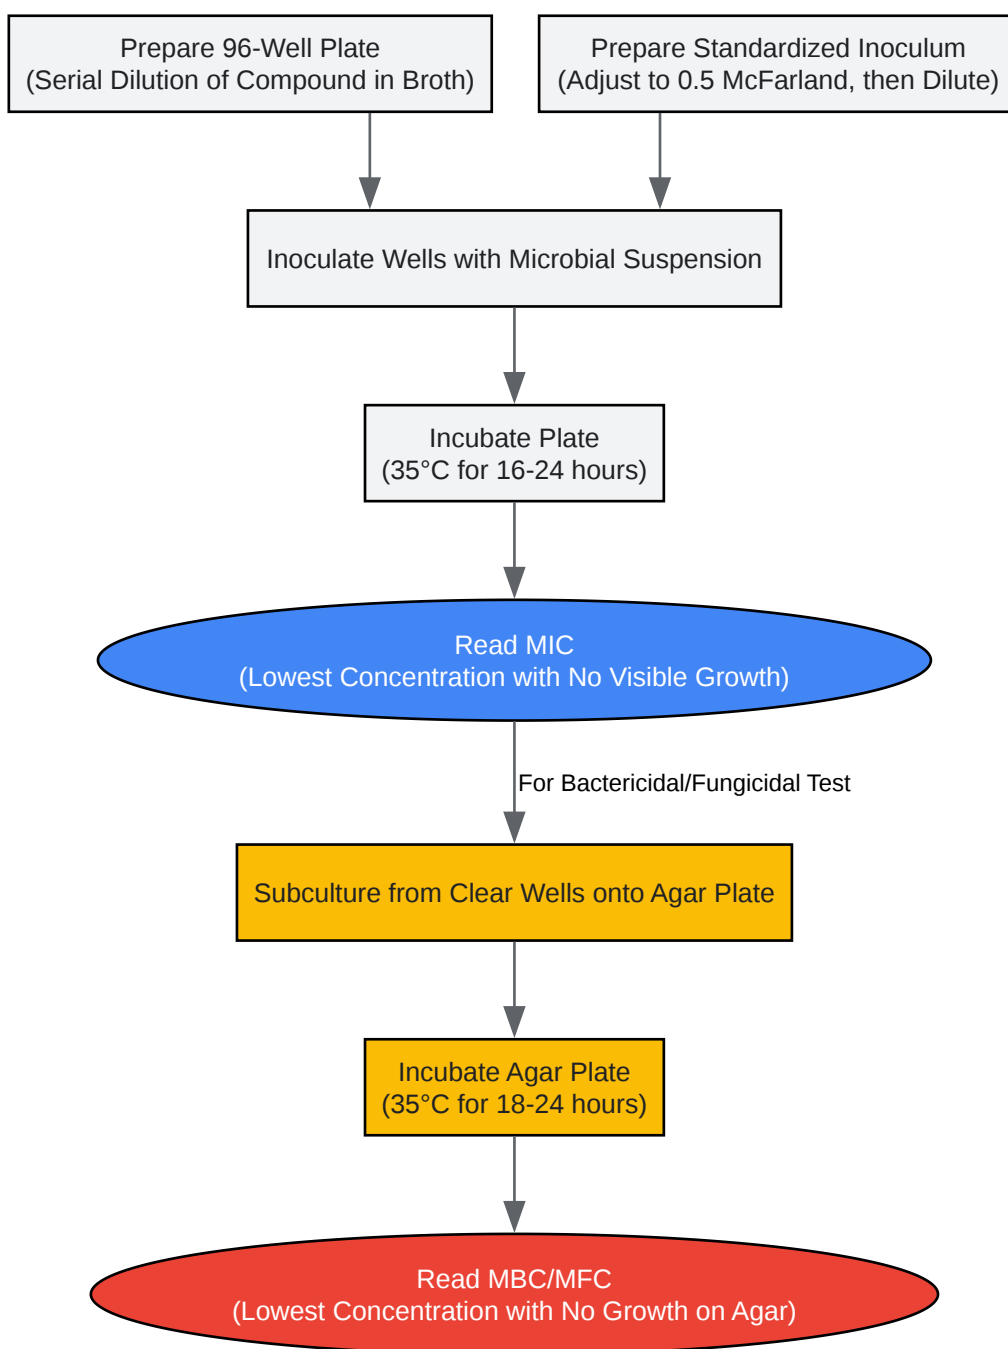 Prepare 96-Well Plate
(Serial Dilution of Compound in Broth)
Prepare Standardized Inoculum
(Adjust to 0.5 McFarland, then Dilute)
Inoculate Wells with Microbial Suspension
Incubate Plate
(35°C for 16-24 hours)
Read MIC
(Lowest Concentration with No Visible Growth)
For Bactericidal/Fungicidal Test
Subculture from Clear Wells onto Agar Plate
Incubate Agar Plate
(35°C for 18-24 hours)
Read MBC/MFC
(Lowest Concentration with No Growth on Agar)